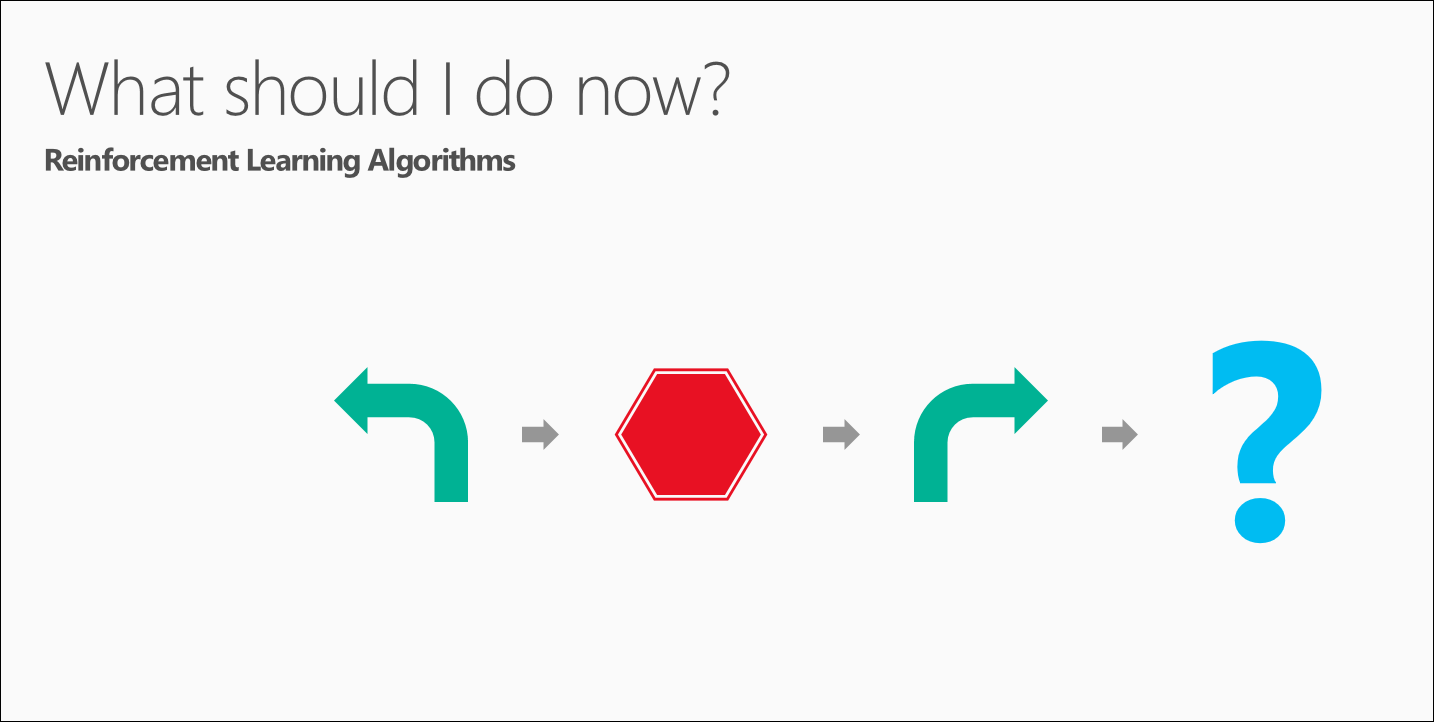 What should I do now?
Reinforcement Learning Algorithms
?